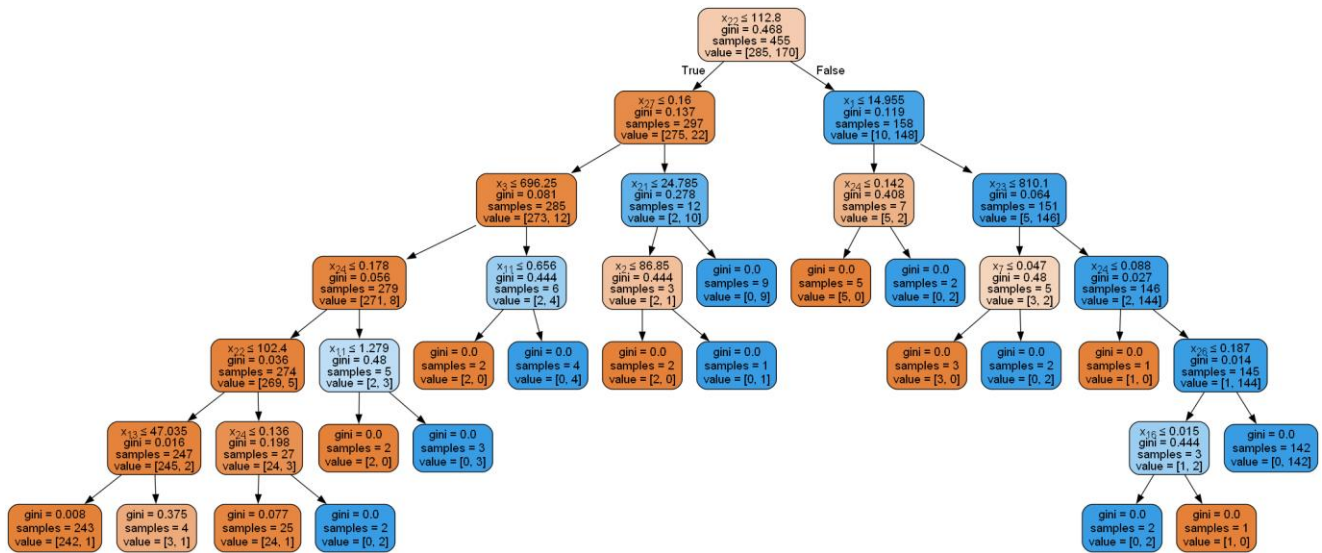 x22 ≤ 112.8
gini = 0.468
samples = 455
value = [285, 170]
True
False
x27 ≤ 0.16
gini = 0.137
samples = 297
value = [275, 22]
x1 ≤ 14.955
gini = 0.119
samples = 158
value = [10, 148]
x3 ≤ 696.25
gini = 0.081
samples = 285
value = [273, 12]
x21 ≤ 24.785
gini = 0.278
samples = 12
value = [2, 10]
x24 ≤ 0.142
gini = 0.408
samples = 7
value = [5, 2]
x23 ≤ 810.1
gini = 0.064
samples = 151
value = [5, 146]
x24 ≤ 0.178
gini = 0.056
samples = 279
value = [271, 8]
x11 ≤ 0.656
gini = 0.444
samples = 6
value = [2, 4]
x2 ≤ 86.85
gini = 0.444
samples = 3
value = [2, 1]
gini = 0.0
samples = 9
value = [0, 9]
gini = 0.0
samples = 5
value = [5, 0]
gini = 0.0
samples = 2
value = [0, 2]
x7 ≤ 0.047
gini = 0.48
samples = 5
value = [3, 2]
x24 ≤ 0.088
gini = 0.027
samples = 146
value = [2, 144]
x22 ≤ 102.4
gini = 0.036
samples = 274
value = [269, 5]
x11 ≤ 1.279
gini = 0.48
samples = 5
value = [2, 3]
gini = 0.0
samples = 2
value = [2, 0]
gini = 0.0
samples = 4
value = [0, 4]
gini = 0.0
samples = 2
value = [2, 0]
gini = 0.0
samples = 1
value = [0, 1]
gini = 0.0
samples = 3
value = [3, 0]
gini = 0.0
samples = 2
value = [0, 2]
gini = 0.0
samples = 1
value = [1, 0]
x26 ≤ 0.187
gini = 0.014
samples = 145
value = [1, 144]
x13 ≤ 47.035
gini = 0.016
samples = 247
value = [245, 2]
x24 ≤ 0.136
gini = 0.198
samples = 27
value = [24, 3]
gini = 0.0
samples = 2
value = [2, 0]
gini = 0.0
samples = 3
value = [0, 3]
x16 ≤ 0.015
gini = 0.444
samples = 3
value = [1, 2]
gini = 0.0
samples = 142
value = [0, 142]
gini = 0.008
samples = 243
value = [242, 1]
gini = 0.375
samples = 4
value = [3, 1]
gini = 0.077
samples = 25
value = [24, 1]
gini = 0.0
samples = 2
value = [0, 2]
gini = 0.0
samples = 2
value = [0, 2]
gini = 0.0
samples = 1
value = [1, 0]